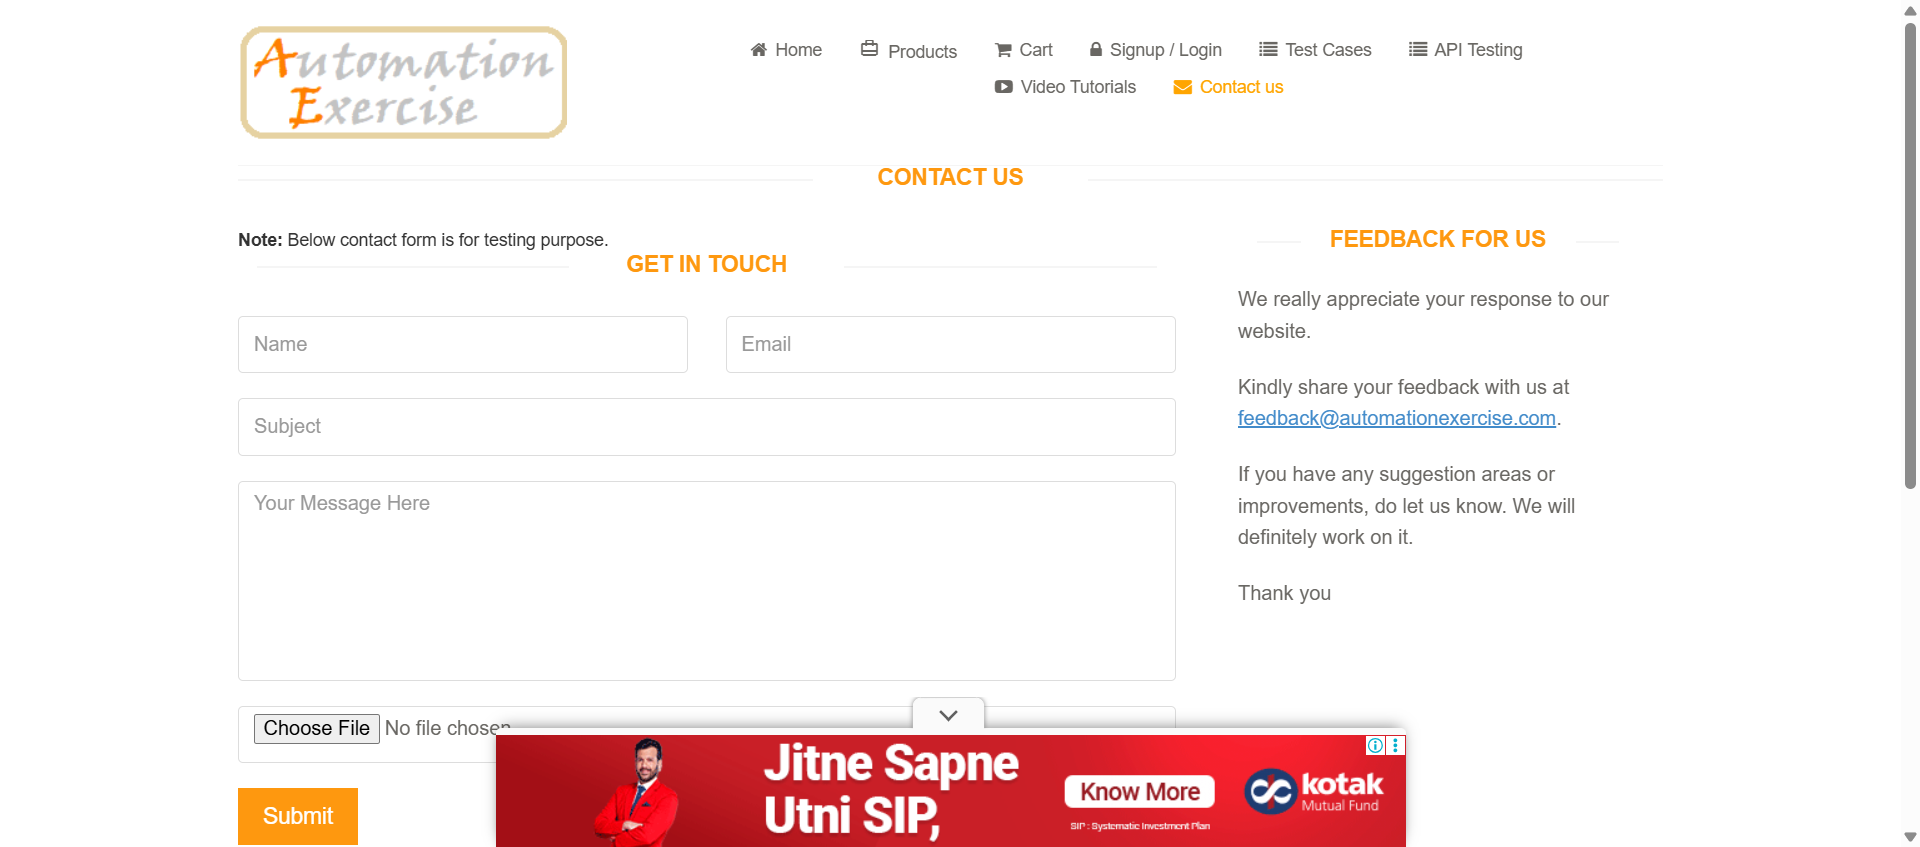 Automation
Exercise
Home
Products
Cart
Signup / Login
Test Cases
API Testing
Video Tutorials
Contact us
CONTACT US
Note: Below contact form is for testing purpose.
GET IN TOUCH
Name
Email
Subject
Your Message Here
Choose File No file chosen
Submit
FEEDBACK FOR US
We really appreciate your response to our
website.
Kindly share your feedback with us at
feedback@automationexercise.com.
If you have any suggestion areas or
improvements, do let us know. We will
definitely work on it.
Thank you
Jitne Sapne
Utni SIP,
Know More
SIP : Systematic Investment Plan
kotak
Mutual Fund